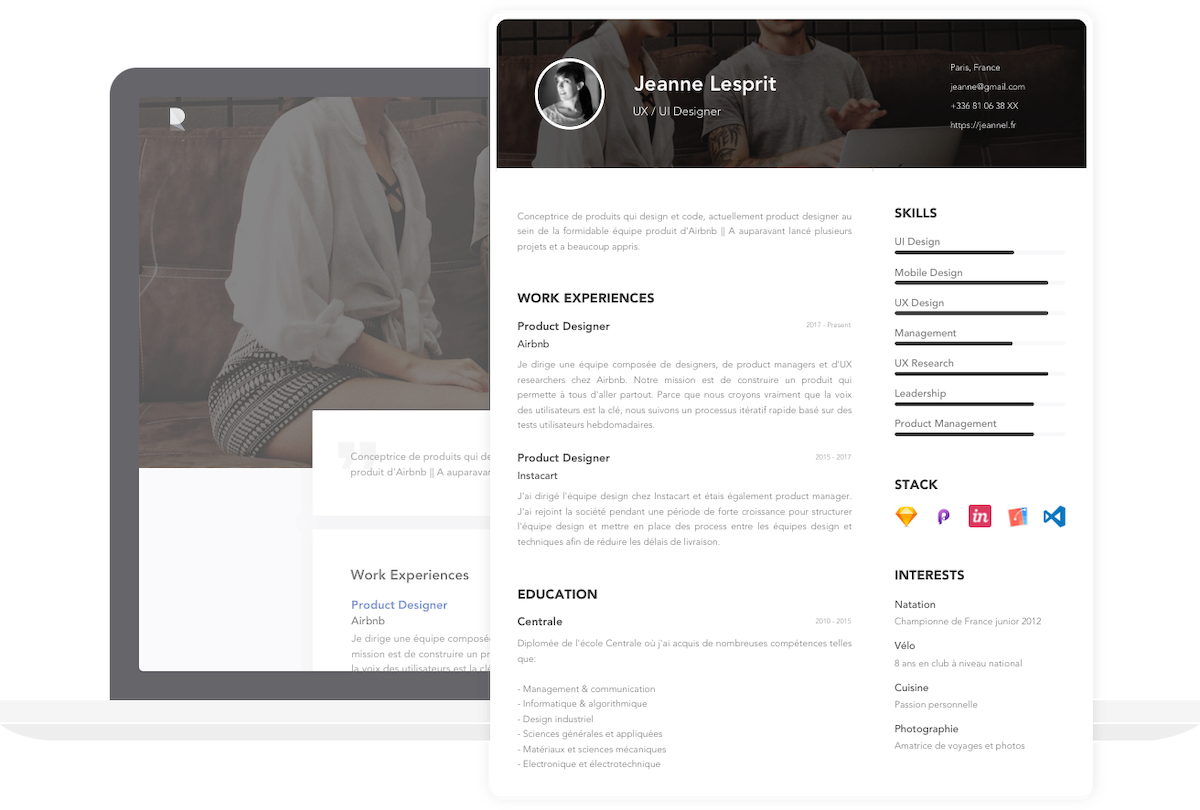 Jeanne Lesprit
UX / UI Designer
Paris, France
jeanne@gmail.com
+336 81 06 38 XX
https://jeannel.fr
Conceptrice de produits qui design et code, actuellement product designer au
sein de la formidable équipe produit d'Airbnb || A auparavant lancé plusieurs
projets et a beaucoup appris.
WORK EXPERIENCES
Product Designer
2017 - Present
Airbnb
Je dirige une équipe composée de designers, de product managers et d'UX
researchers chez Airbnb. Notre mission est de construire un produit qui
permette à tous d'aller partout. Parce que nous croyons vraiment que la voix
des utilisateurs est la clé, nous suivons un processus itératif rapide basé sur des
tests utilisateurs hebdomadaires.
Product Designer
2015 - 2017
Instacart
J'ai dirigé l'équipe design chez Instacart et étais également product manager.
J'ai rejoint la société pendant une période de forte croissance pour structurer
l'équipe design et mettre en place des process entre les équipes design et
techniques afin de réduire les délais de livraison.
EDUCATION
Centrale
2010 - 2015
Diplomée de l'école Centrale où j'ai acquis de nombreuses compétences telles
que:
- Management & communication
- Informatique & algorithmique
- Design industriel
- Sciences générales et appliquées
- Matériaux et sciences mécaniques
- Electronique et électrotechnique
SKILLS
UI Design
Mobile Design
UX Design
Management
UX Research
Leadership
Product Management
STACK
in
INTERESTS
Natation
Championne de France junior 2012
Vélo
8 ans en club à niveau national
Cuisine
Passion personnelle
Photographie
Amatrice de voyages et photos
Conceptrice de produits qui de
produit d'Airbnb || A auparavan
Work Experiences
Product Designer
Airbnb
Je dirige une équipe composé
mission est de construire un pr
la voix des utilisateurs est la clé